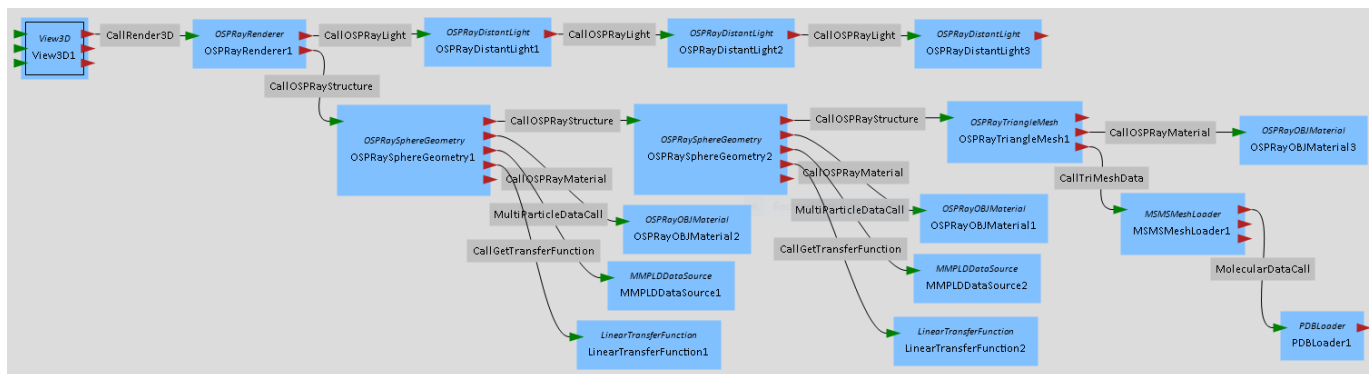 View3D
View3D1
CallRender3D
OSPRayRenderer
OSPRayRenderer1
CallOSPRayLight
OSPRayDistantLight
OSPRayDistantLight1
CallOSPRayLight
OSPRayDistantLight
OSPRayDistantLight2
CallOSPRayLight
OSPRayDistantLight
OSPRayDistantLight3
CallOSPRayStructure
OSPRaySphereGeometry
OSPRaySphereGeometry1
CallOSPRayStructure
OSPRaySphereGeometry
OSPRaySphereGeometry2
CallOSPRayStructure
OSPRayTriangleMesh
OSPRayTriangleMesh1
CallOSPRayMaterial
OSPRayOBJMaterial
OSPRayOBJMaterial3
CallOSPRayMaterial
MultiParticleDataCall
CallGetTransferFunction
OSPRayOBJMaterial
OSPRayOBJMaterial2
MMPLDDataSource
MMPLDDataSource1
LinearTransferFunction
LinearTransferFunction1
CallOSPRayMaterial
MultiParticleDataCall
CallGetTransferFunction
OSPRayOBJMaterial
OSPRayOBJMaterial1
MMPLDDataSource
MMPLDDataSource2
LinearTransferFunction
LinearTransferFunction2
CallTriMeshData
MSMSMeshLoader
MSMSMeshLoader1
MolecularDataCall
PDBLoader
PDBLoader1